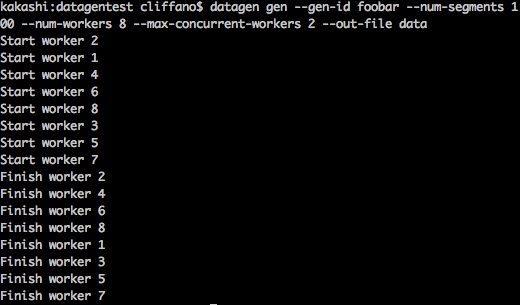 kakashi:datagentest cliffano$ datagen gen --gen-id foobar --num-segments 1
00 --num-workers 8 --max-concurrent-workers 2 --out-file data
Start worker 2
Start worker 1
Start worker 4
Start worker 6
Start worker 8
Start worker 3
Start worker 5
Start worker 7
Finish worker 2
Finish worker 4
Finish worker 6
Finish worker 8
Finish worker 1
Finish worker 3
Finish worker 5
Finish worker 7